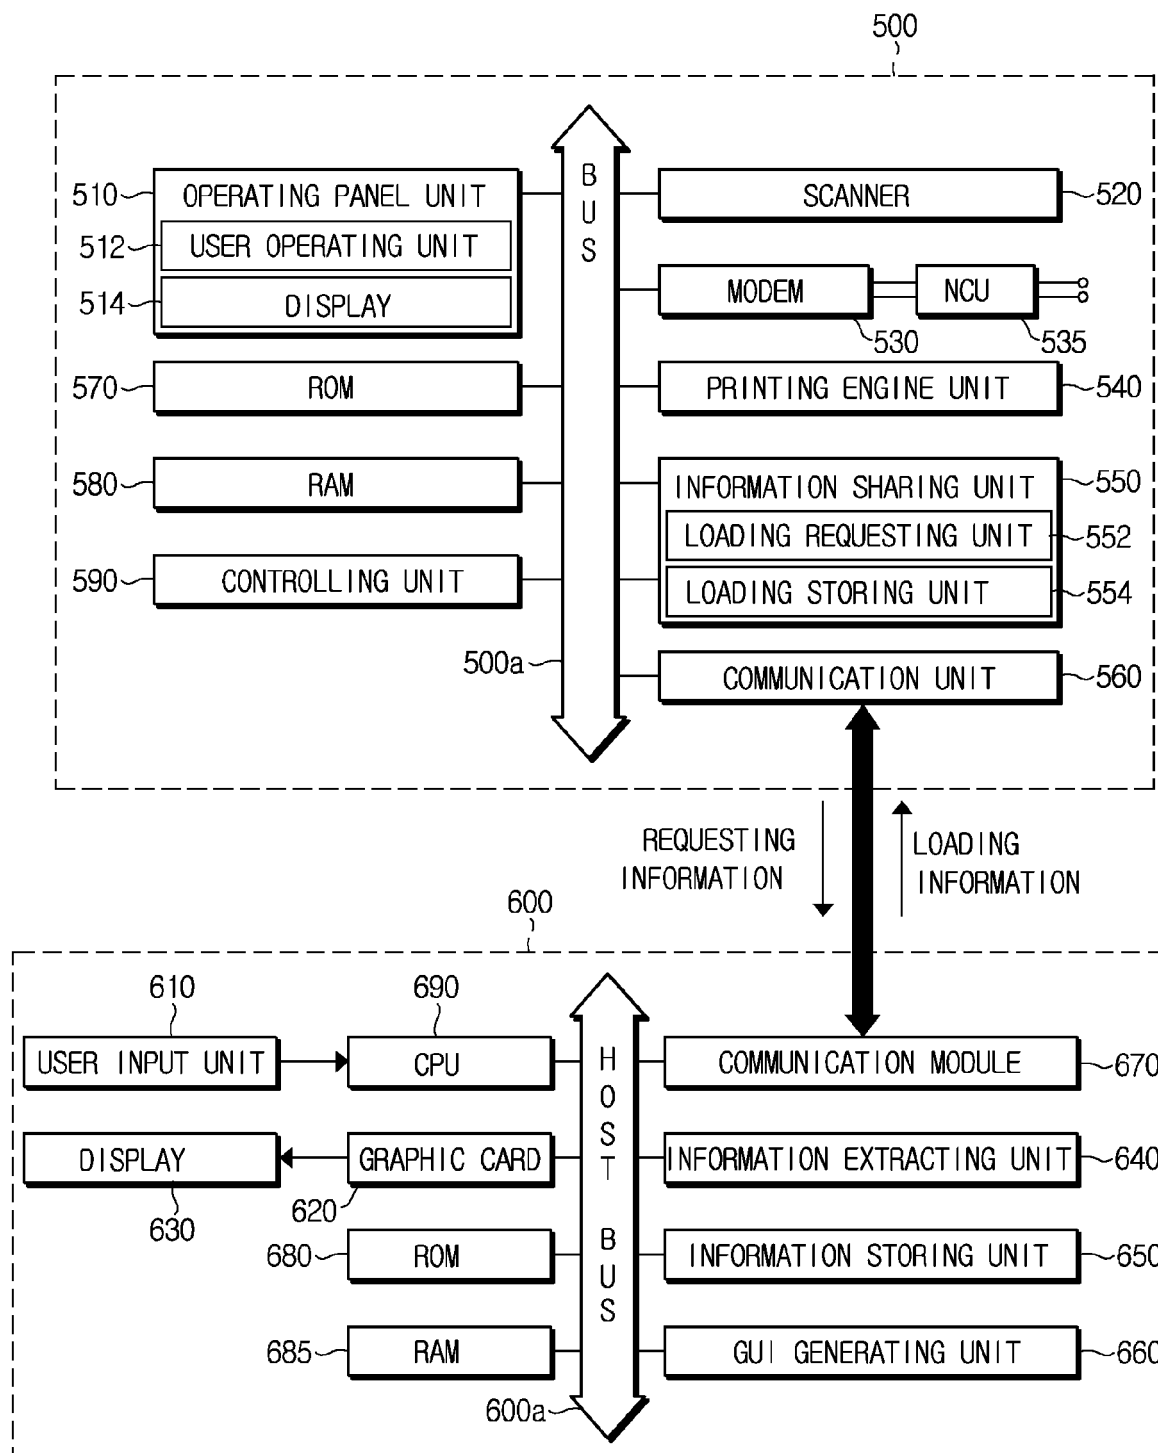 500
BUS
510
OPERATING PANEL UNIT
512
USER OPERATING UNIT
514
DISPLAY
SCANNER
520
MODEM
530
NCU
535
570
ROM
PRINTING ENGINE UNIT
540
580
RAM
INFORMATION SHARING UNIT
550
LOADING REQUESTING UNIT
552
590
CONTROLLING UNIT
LOADING STORING UNIT
554
500a
COMMUNICATION UNIT
560
REQUESTING
INFORMATION
LOADING
INFORMATION
600
610
690
USER INPUT UNIT
CPU
HOST BUS
COMMUNICATION MODULE
670
DISPLAY
630
GRAPHIC CARD
620
INFORMATION EXTRACTING UNIT
640
680
ROM
INFORMATION STORING UNIT
650
685
RAM
GUI GENERATING UNIT
660
600a